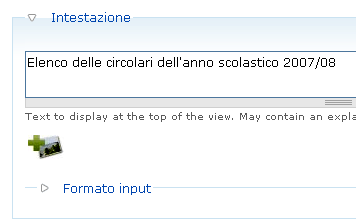 Intestazione
Elenco delle circolari dell'anno scolastico 2007/08
Text to display at the top of the view. May contain an
Formato input